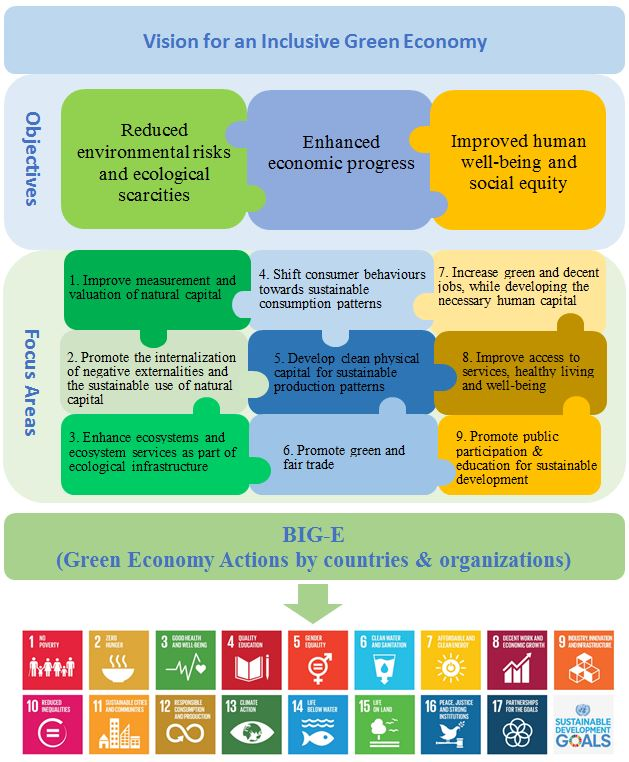 Vision for an Inclusive Green Economy
Objectives
Reduced
environmental risks
and ecological
scarcities
Enhanced
economic progress
Improved human
well-being and
social equity
Focus Areas
1. Improve measurement and
valuation of natural capital
4. Shift consumer behaviours
towards sustainable
consumption patterns
7. Increase green and decent
jobs, while developing the
necessary human capital
2. Promote the internalization
of negative externalities and
the sustainable use of natural
capital
5. Develop clean physical
capital for sustainable
production patterns
8. Improve access to
services, healthy living
and well-being
3. Enhance ecosystems and
ecosystem services as part of
ecological infrastructure
6. Promote green and
fair trade
9. Promote public
participation &
education for sustainable
development
BIG-E
(Green Economy Actions by countries & organizations)
1 NO
POVERTY
2 ZERO
HUNGER
3 GOOD HEALTH
AND WELL-BEING
4 QUALITY
EDUCATION
5 GENDER
EQUALITY
6 CLEAN WATER
AND SANITATION
7 AFFORDABLE AND
CLEAN ENERGY
8 DECENT WORK AND
ECONOMIC GROWTH
9 INDUSTRY, INNOVATION
AND INFRASTRUCTURE
10 REDUCED
INEQUALITIES
11 SUSTAINABLE CITIES
AND COMMUNITIES
12 RESPONSIBLE
CONSUMPTION
AND PRODUCTION
13 CLIMATE
ACTION
14 LIFE
BELOW WATER
15 LIFE
ON LAND
16 PEACE, JUSTICE
AND STRONG
INSTITUTIONS
17 PARTNERSHIPS
FOR THE GOALS
SUSTAINABLE
DEVELOPMENT
GOALS